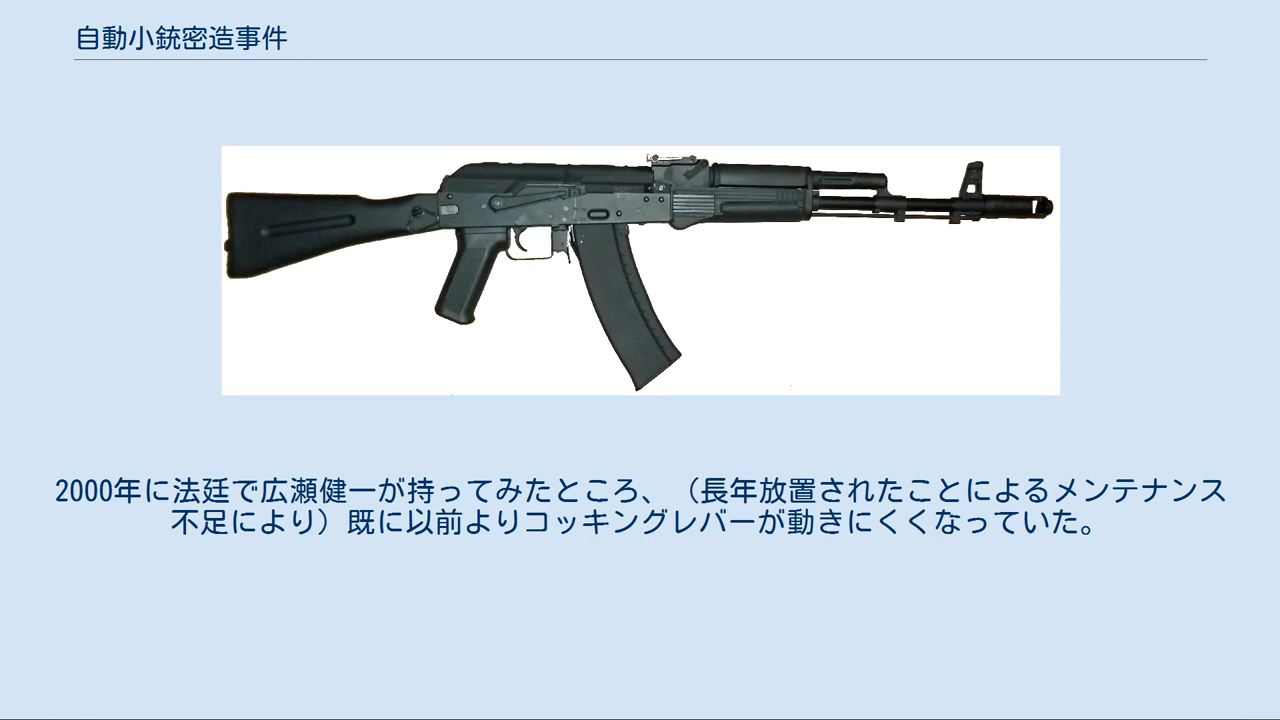 自動小銃密造事件
2000年に法廷で広瀬健一が持ってみたところ、（長年放置されたことによるメンテナンス
不足により）既に以前よりコッキングレバーが動きにくくなっていた。